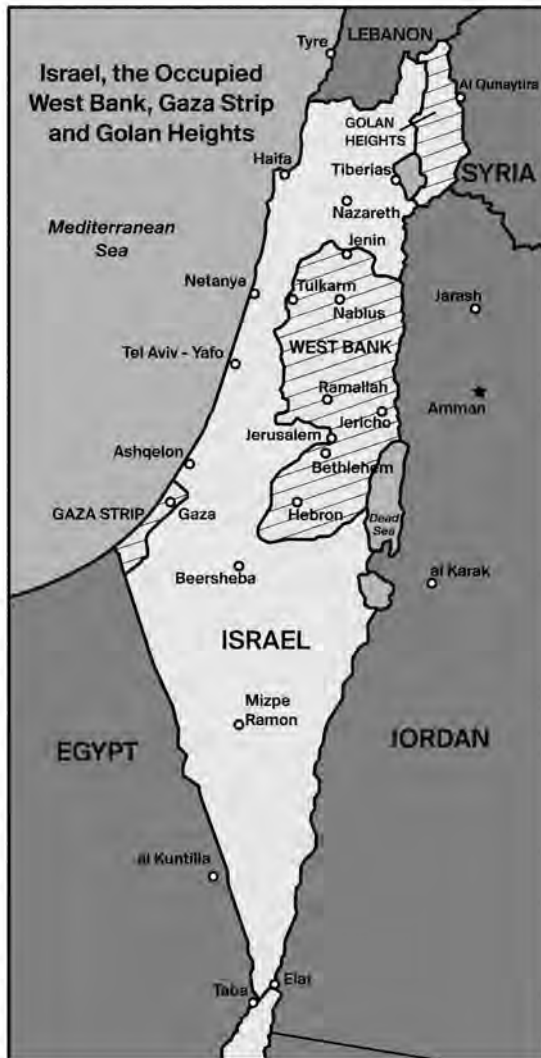 Israel, the Occupied
West Bank, Gaza Strip
and Golan Heights
Tyre
LEBANON
Al Qunaytira
GOLAN
HEIGHTS
Haifa
Tiberias
SYRIA
Nazareth
Mediterranean
Sea
Jenin
Netanya
Tulkarm
Nablus
Jarash
WEST BANK
Tel Aviv - Yafo
Ramallah
Amman
Jericho
Jerusalem
Ashqelon
Bethlehem
GAZA STRIP
Gaza
Hebron
Dead
Sea
Beersheba
al Karak
ISRAEL
Mizpe
Ramon
EGYPT
JORDAN
al Kuntilla
Elat
Taba